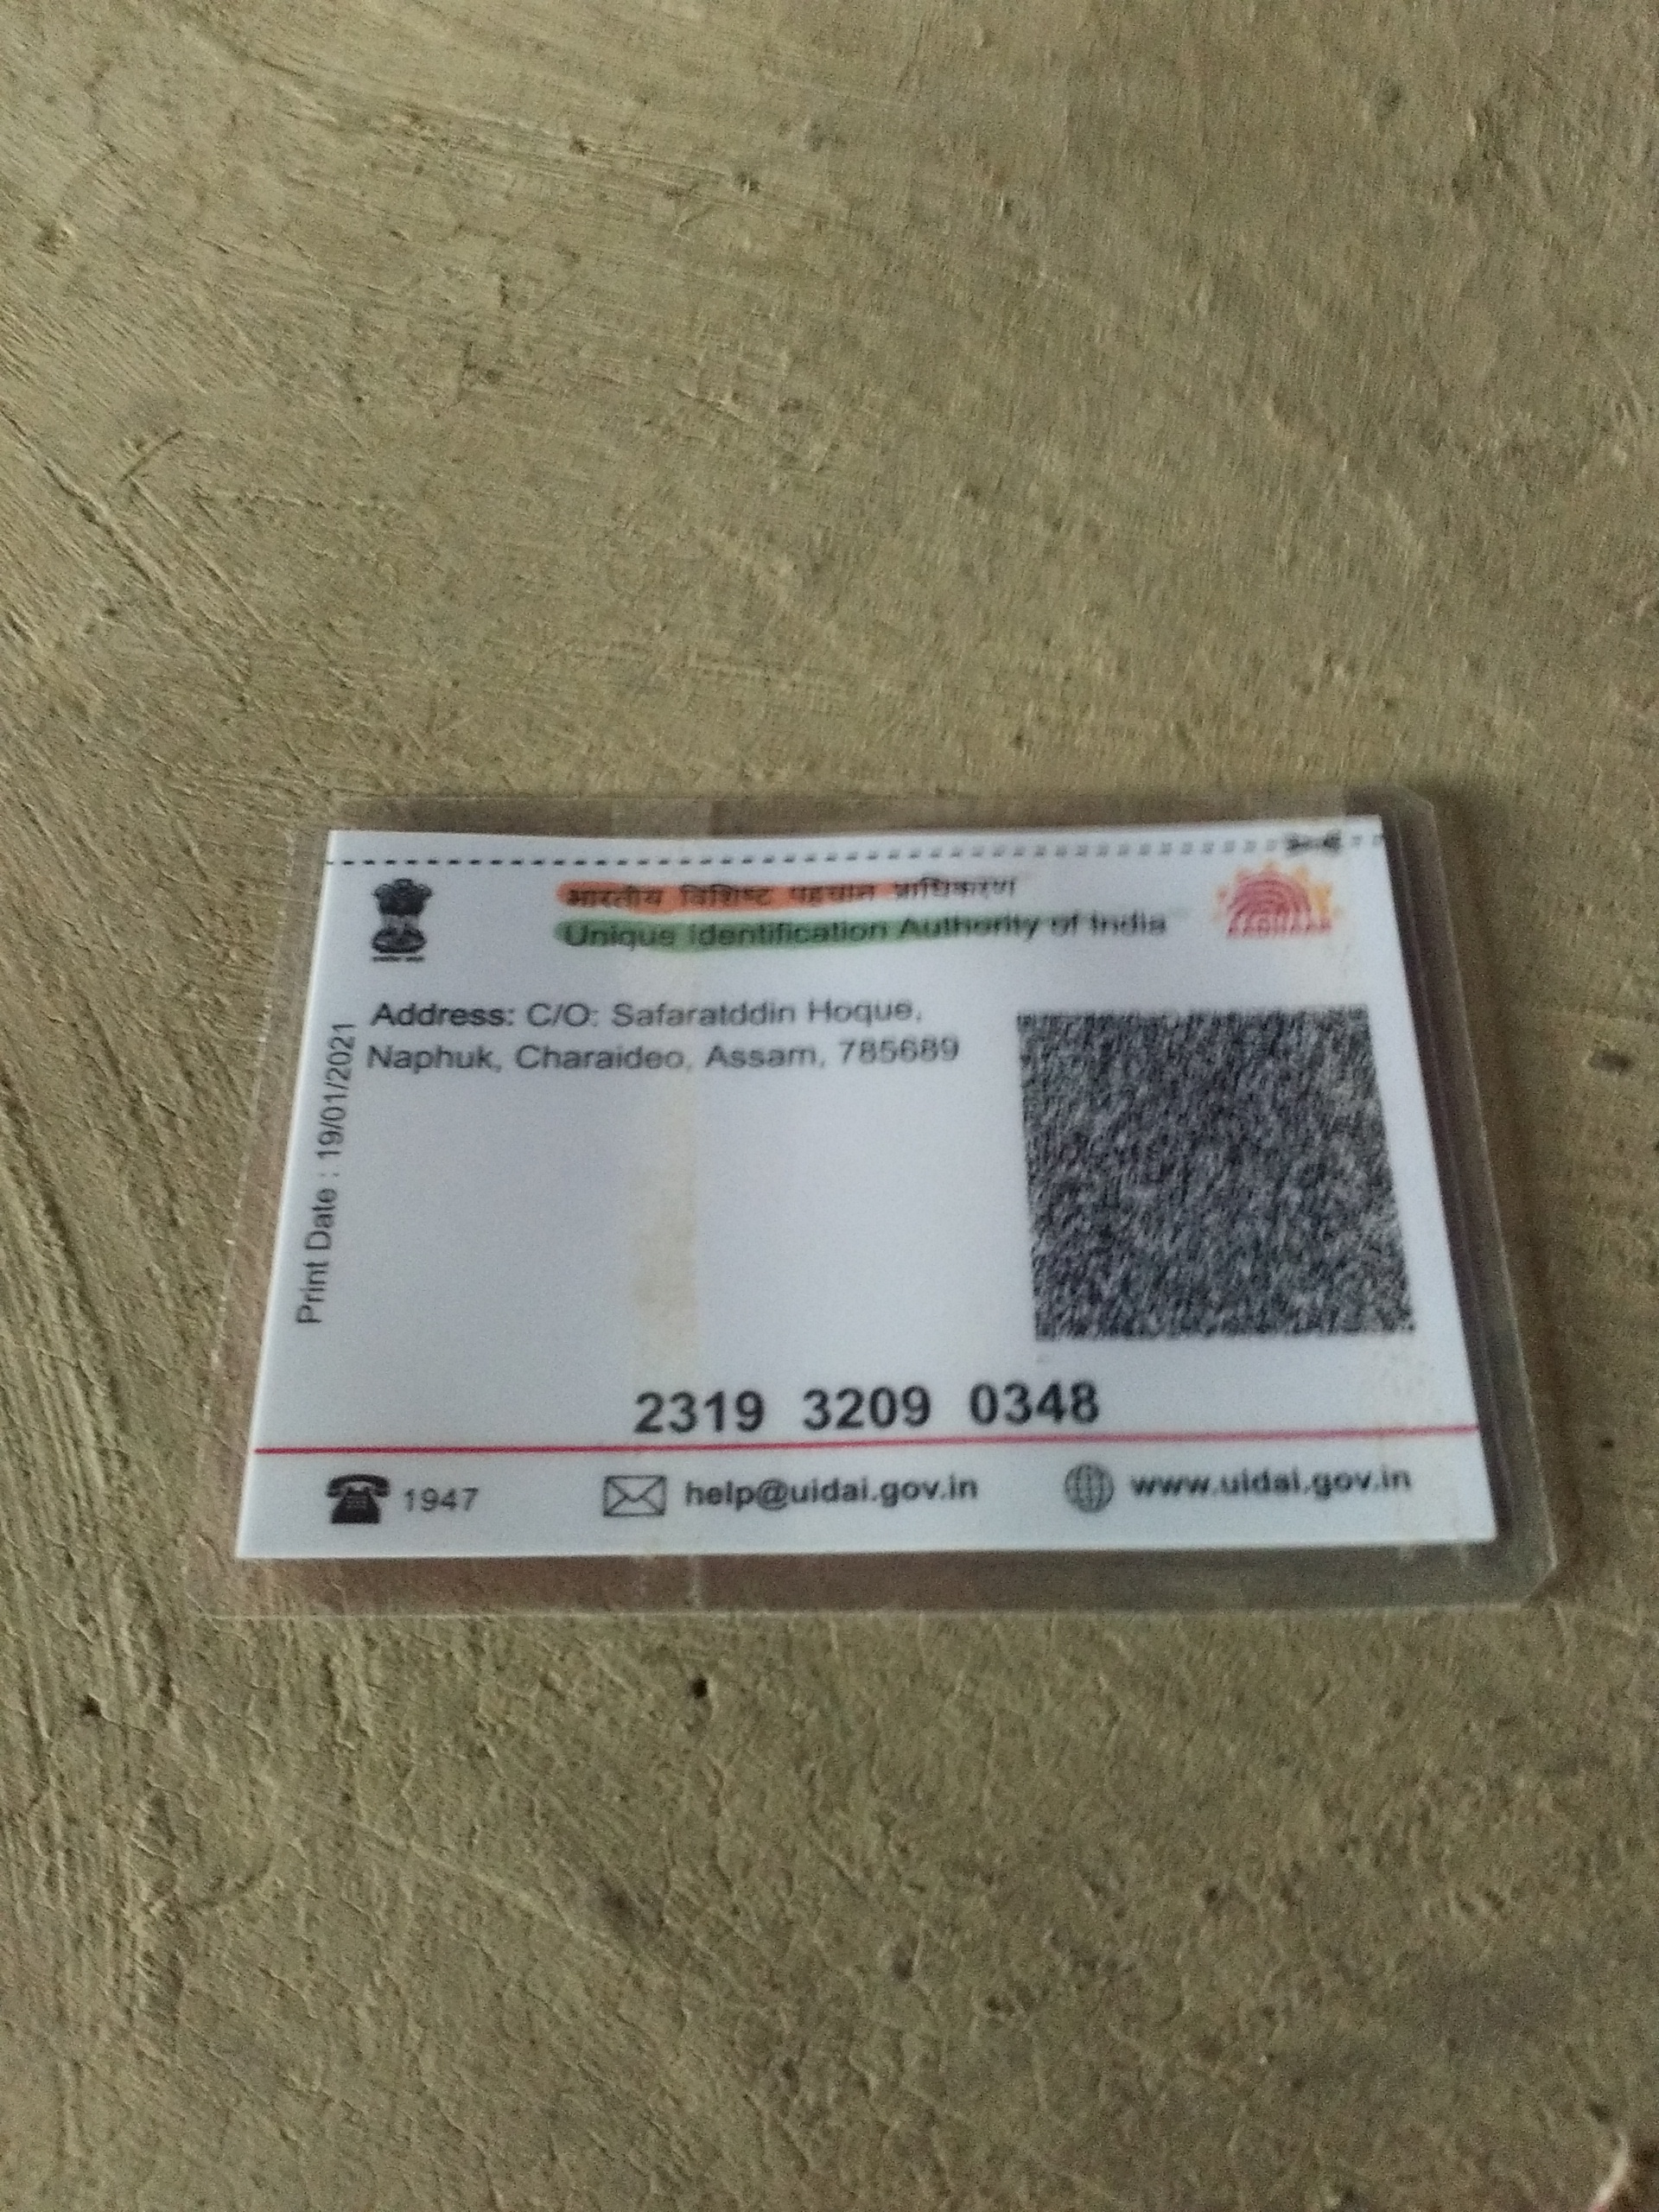 भारतीय विशिष्ट पहचान प्राधिकरण
Unique Identification Authority of India
AADHAAR
Address: C/O: Safaratddin Hoque,
Naphuk, Charaideo, Assam, 785689
Print Date : 19/01/2021
2319 3209 0348
1947
help@uidai.gov.in
www.uidai.gov.in